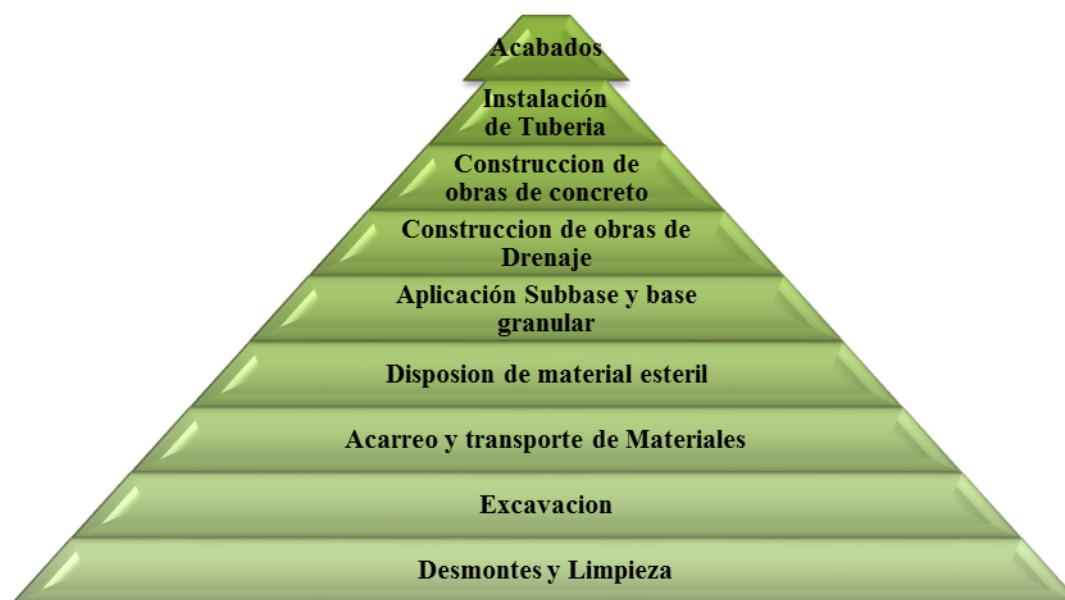 Acabados
Instalación
de Tuberia
Construccion de
obras de concreto
Construccion de obras de
Drenaje
Aplicación Subbase y base
granular
Disposion de material esteril
Acarreo y transporte de Materiales
Excavacion
Desmontes y Limpieza